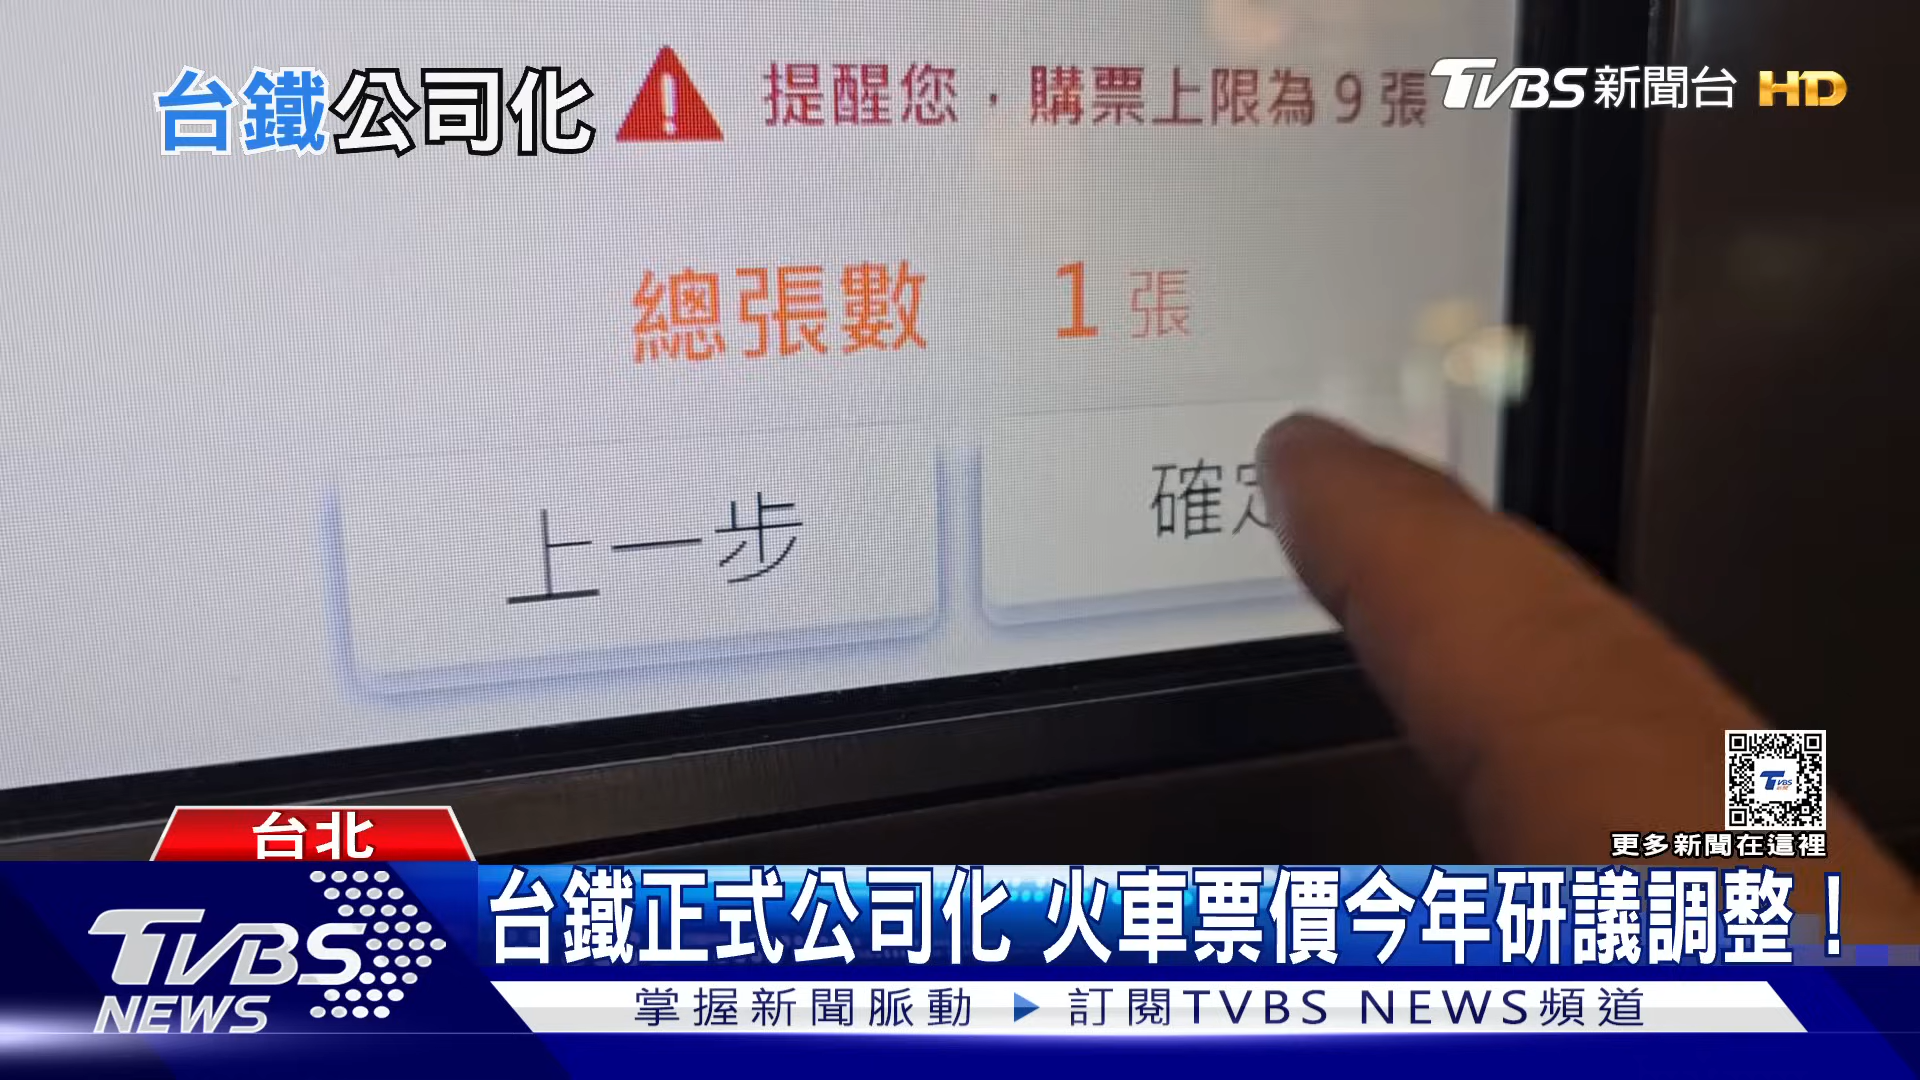 台鐵公司化
提醒您，購票上限為9張
TVBS新聞台 HD
總張數 1 張
上一步
確定
TVBS
更多新聞在這裡
台北
台鐵正式公司化 火車票價今年研議調整！
TVBS
NEWS
掌握新聞脈動 ▶ 訂閱TVBS NEWS頻道